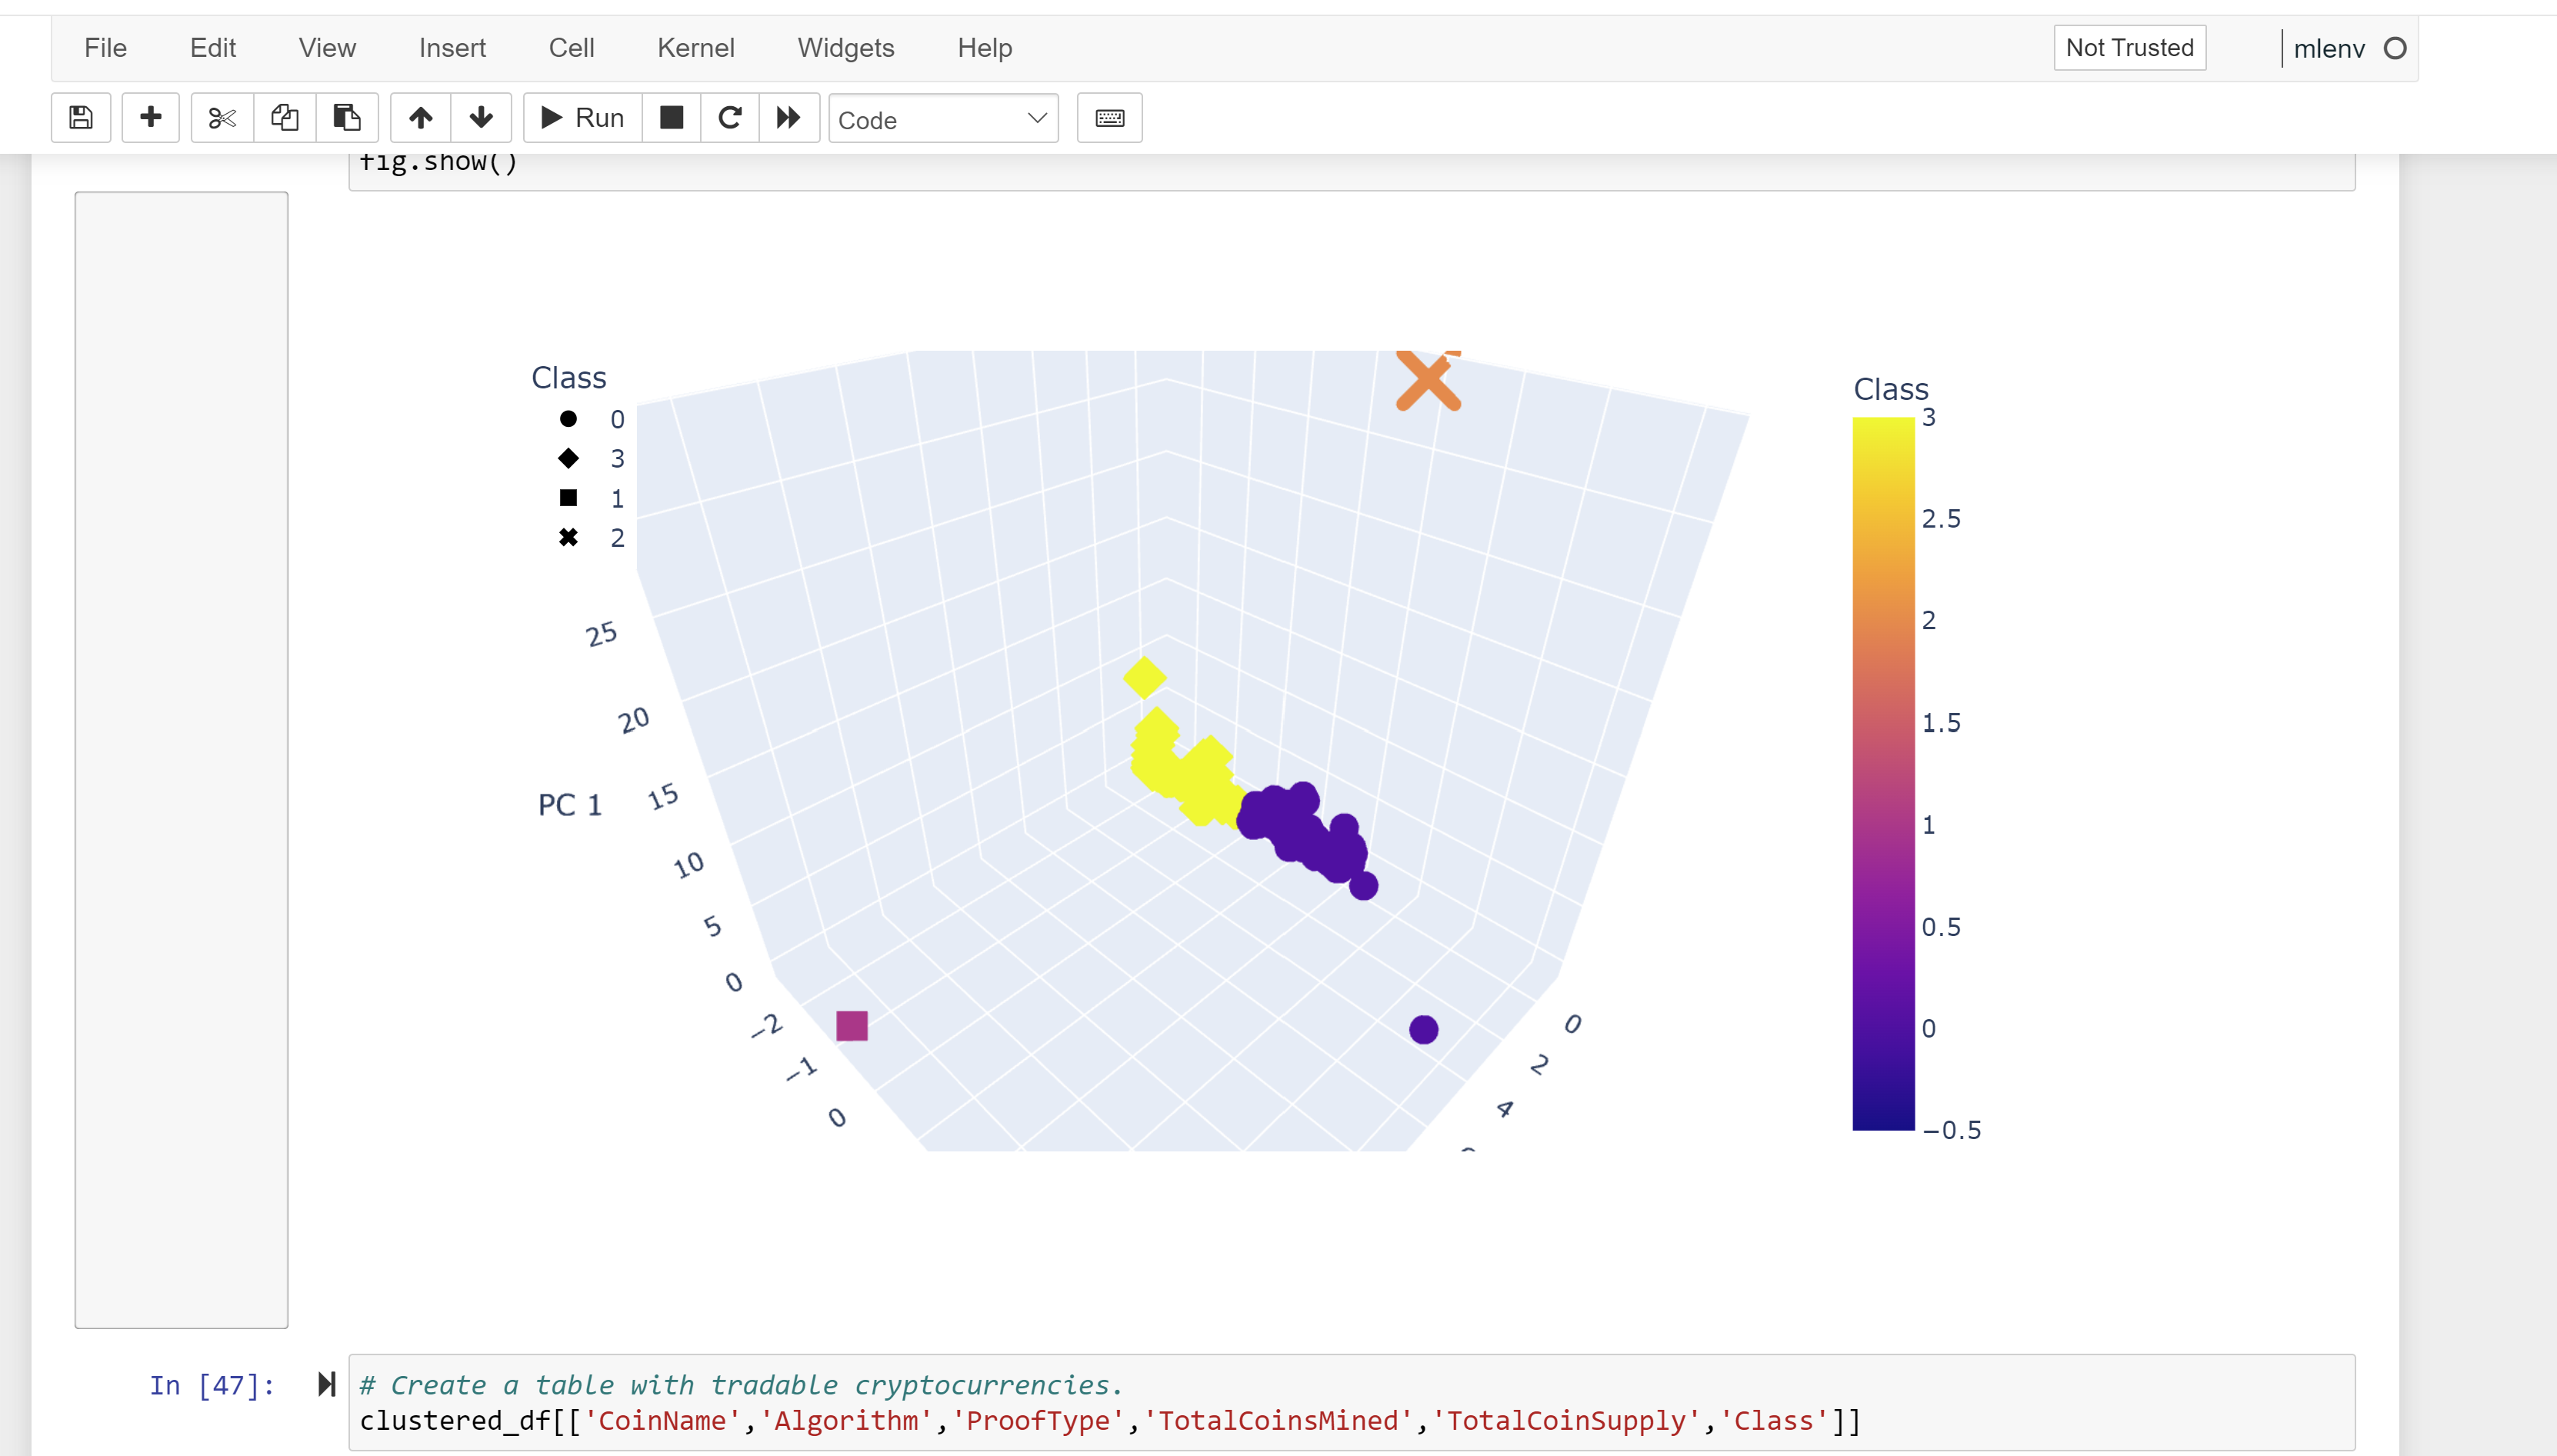 File Edit View Insert Cell Kernel Widgets Help Not Trusted mlenv
Run Code
fig.show()
Class
0
3
1
2
25
20
PC 1 15
10
5
0
−2
−1
0
0
2
4
Class
3
2.5
2
1.5
1
0.5
0
−0.5
In [47]:
# Create a table with tradable cryptocurrencies.
clustered_df[['CoinName','Algorithm','ProofType','TotalCoinsMined','TotalCoinSupply','Class']]